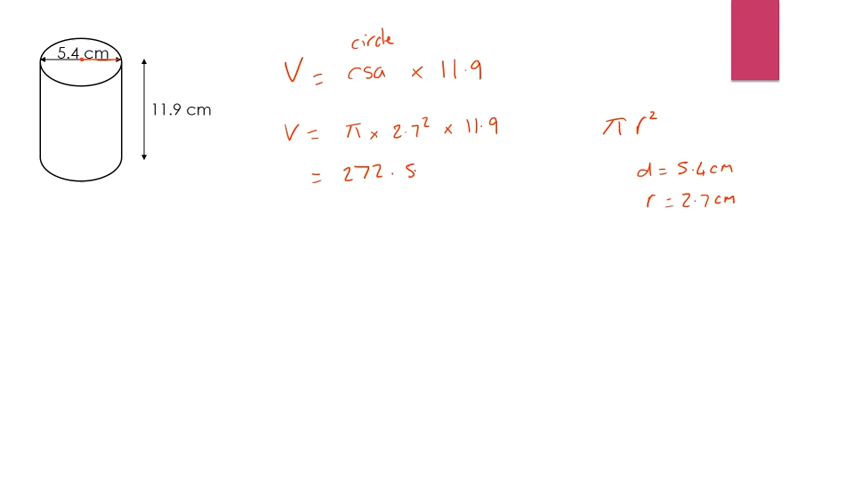 5.4 cm
11.9 cm
circle
V = csa × 11.9
V = π × 2.7² × 11.9
= 272.5
π r²
d = 5.4cm
r = 2.7cm